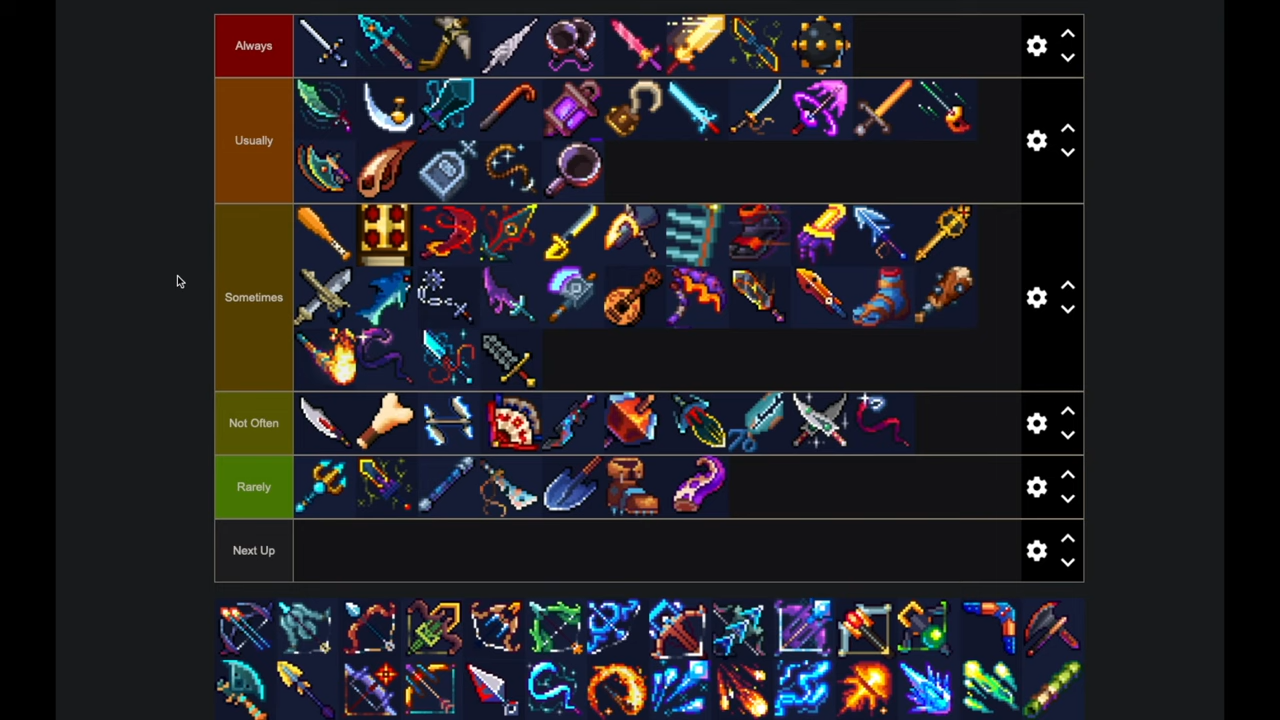 Always
Usually
Sometimes
Not Often
Rarely
Next Up